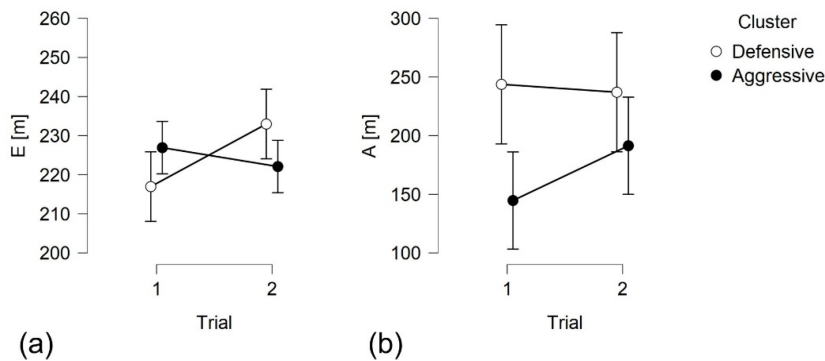 260
250
240
230
220
210
200
E [m]
1 2
Trial
(a)
300
250
200
150
100
A [m]
1 2
Trial
(b)
Cluster
Defensive
Aggressive